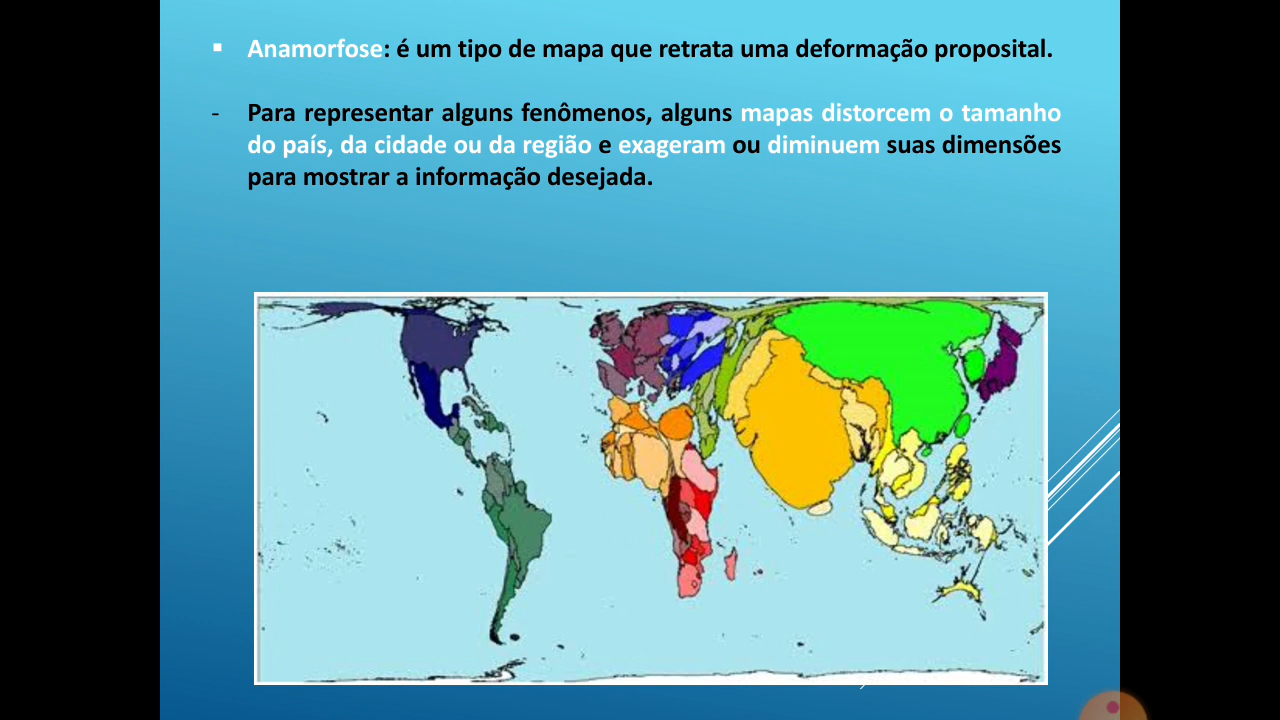 ▪ Anamorfose: é um tipo de mapa que retrata uma deformação proposital.
- Para representar alguns fenômenos, alguns mapas distorcem o tamanho
do país, da cidade ou da região e exageram ou diminuem suas dimensões
para mostrar a informação desejada.